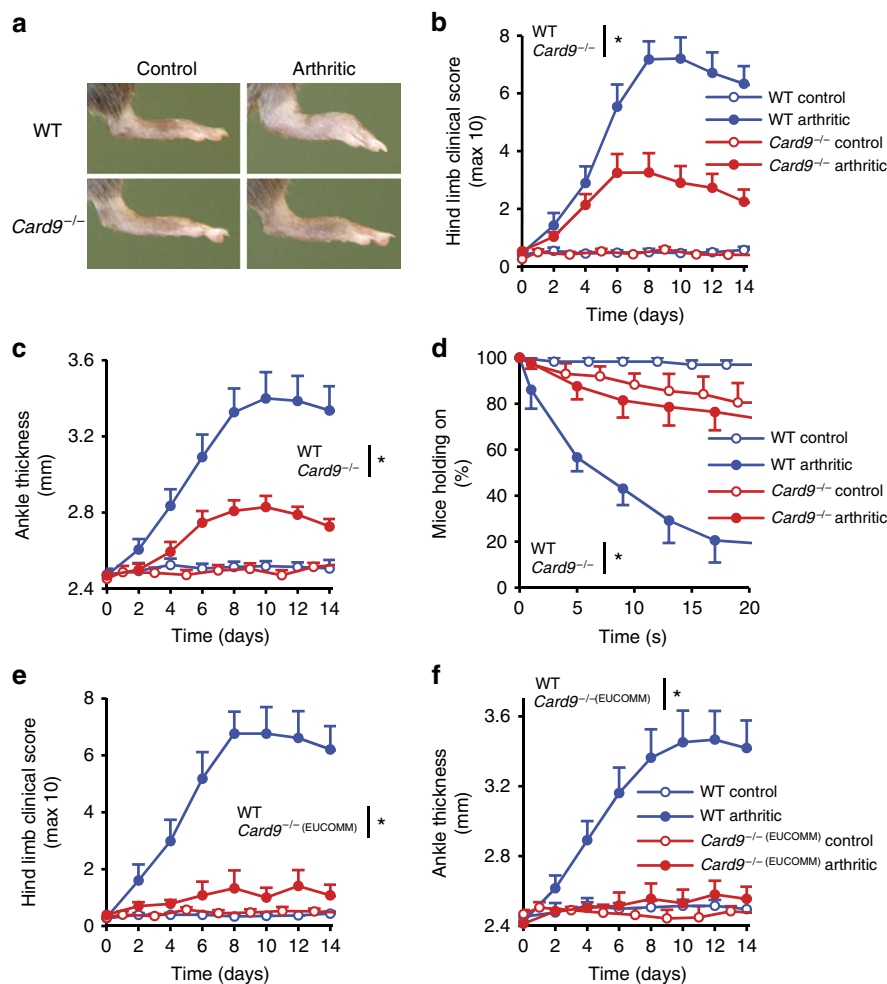 a
Control Arthritic
WT
Card9−/−
b
Hind limb clinical score
(max 10)
8
6
4
2
0
0 2 4 6 8 10 12 14
Time (days)
WT
Card9−/−
*
WT control
WT arthritic
Card9−/− control
Card9−/− arthritic
c
Ankle thickness
(mm)
3.6
3.2
2.8
2.4
0 2 4 6 8 10 12 14
Time (days)
WT
Card9−/−
*
d
Mice holding on
(%)
100
80
60
40
20
0
0 5 10 15 20
Time (s)
WT
Card9−/−
*
WT control
WT arthritic
Card9−/− control
Card9−/− arthritic
e
Hind limb clinical score
(max 10)
8
6
4
2
0
0 2 4 6 8 10 12 14
Time (days)
WT
Card9−/− (EUCOMM)
*
f
Ankle thickness
(mm)
3.6
3.2
2.8
2.4
0 2 4 6 8 10 12 14
Time (days)
WT
Card9−/−(EUCOMM)
*
WT control
WT arthritic
Card9−/− (EUCOMM) control
Card9−/− (EUCOMM) arthritic